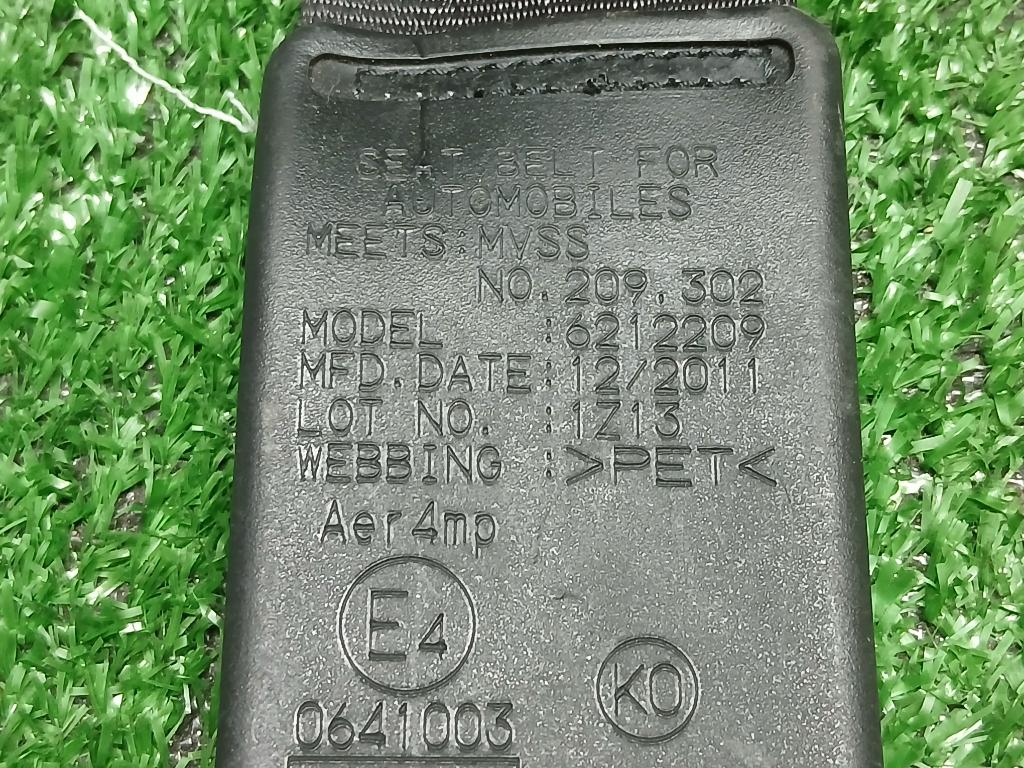 SEAT BELT FOR
AUTOMOBILES
MEETS:MVSS
NO.209,302
MODEL :6212209
MFD.DATE:12/2011
LOT NO. :1Z13
WEBBING :>PET<
Aer4mp
E4
KO
0641003